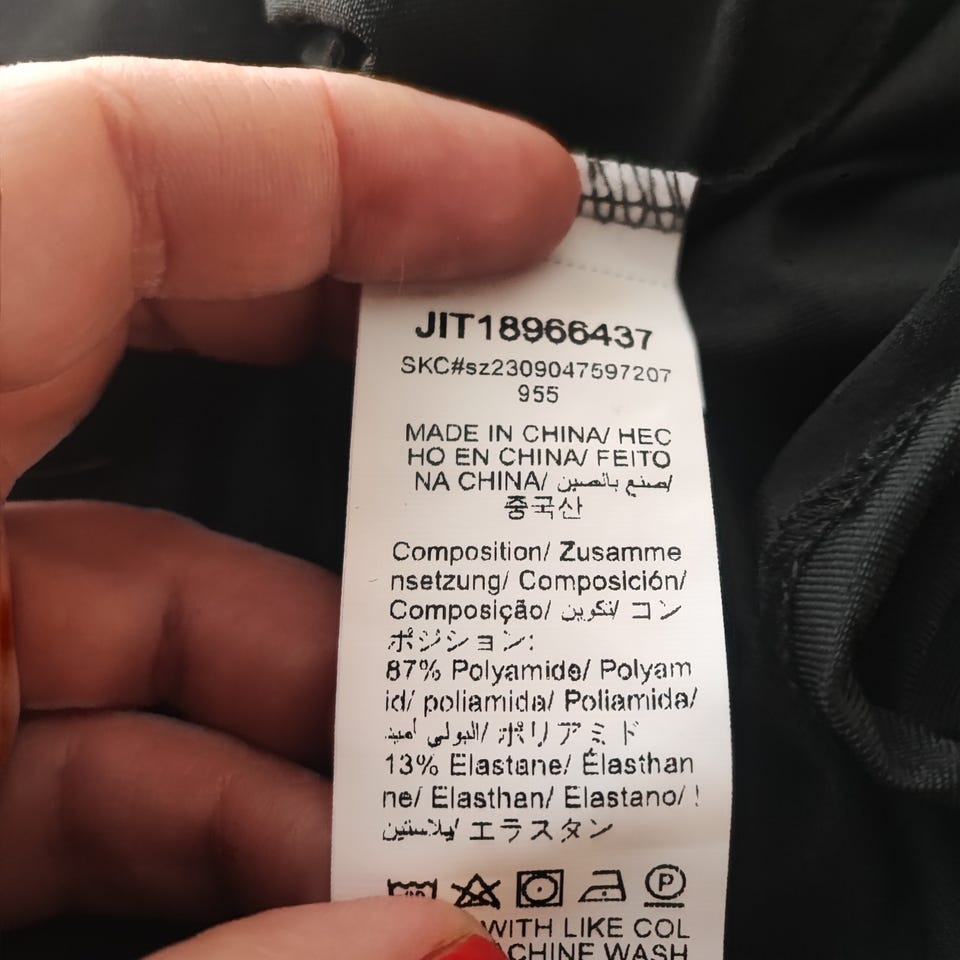 JIT18966437
SKC#sz2309047597207
955
MADE IN CHINA/ HEC
HO EN CHINA/ FEITO
NA CHINA/ صنع بالصين/
중국산
Composition/ Zusamme
nsetzung/ Composición/
Composição/ تكوين/ コン
ポジション:
87% Polyamide/ Polyam
id/ poliamida/ Poliamida/
البولي أميد/ ポリアミド
13% Elastane/ Élasthan
ne/ Elasthan/ Elastano/
إيلاستين/ エラスタン
P
WITH LIKE COL
WASH